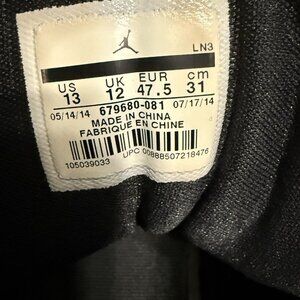 LN3
US UK EUR cm
13 12 47.5 31
05/14/14 679680-081 07/17/14
MADE IN CHINA
FABRIQUE EN CHINE
105039033 UPC 00888507218476